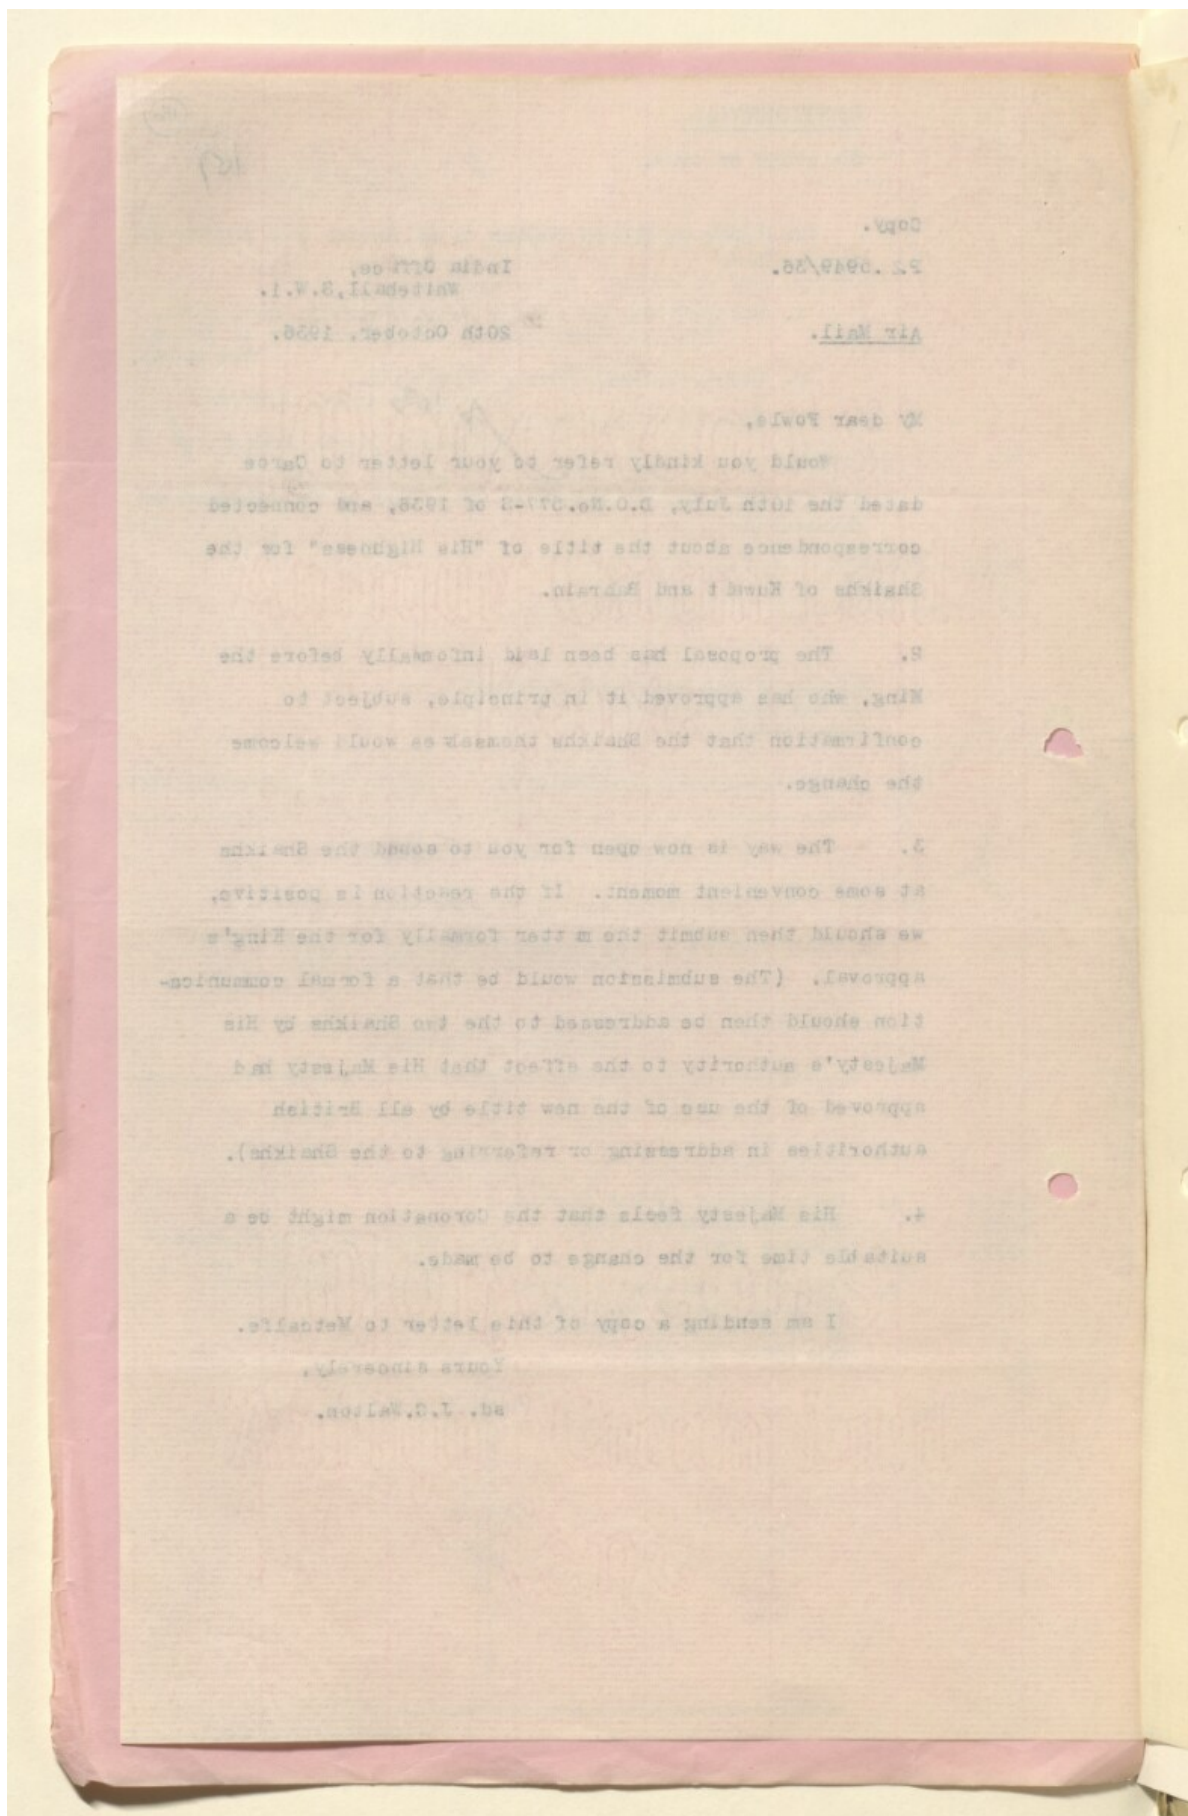 Copy.
P.Z. 6949/36.
India Office,
Whitehall, S.W.1.
Air Mail.
20th October, 1936.
My dear Fowle,
Would you kindly refer to your letter to Caroe
dated the 10th July, D.O.No.577-S of 1936, and connected
correspondence about the title of "His Highness" for the
Shaikhs of Kuwait and Bahrain.
2. The proposal has been laid informally before the
King, who has approved it in principle, subject to
confirmation that the Shaikhs themselves would welcome
the change.
3. The way is now open for you to sound the Shaikhs
at some convenient moment. If the reaction is positive,
we should then submit the matter formally for the King's
approval. (The submission would be that a formal communica-
tion should then be addressed to the two Shaikhs by His
Majesty's authority to the effect that His Majesty had
approved of the use of the new title by all British
authorities in addressing or referring to the Shaikhs).
4. His Majesty feels that the Coronation might be a
suitable time for the change to be made.
I am sending a copy of this letter to Metcalfe.
Yours sincerely,
sd. J.C.Walton.